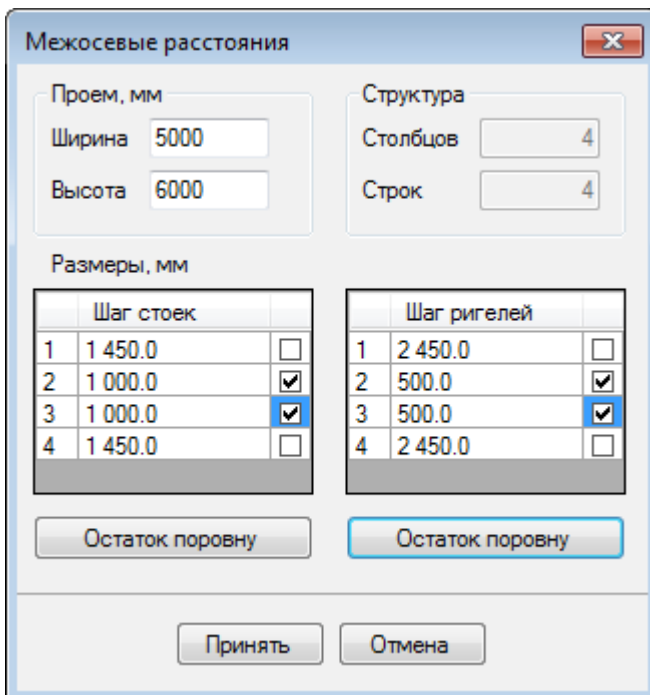 Межосевые расстояния
Проем, мм
Ширина 5000
Высота 6000
Структура
Столбцов 4
Строк 4
Размеры, мм
Шаг стоек
1 1 450.0
2 1 000.0
3 1 000.0
4 1 450.0
Шаг ригелей
1 2 450.0
2 500.0
3 500.0
4 2 450.0
Остаток поровну
Остаток поровну
Принять
Отмена